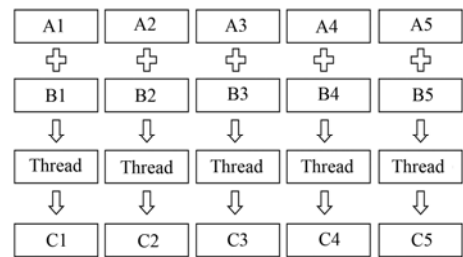 A1 A2 A3 A4 A5
B1 B2 B3 B4 B5
Thread Thread Thread Thread Thread
C1 C2 C3 C4 C5